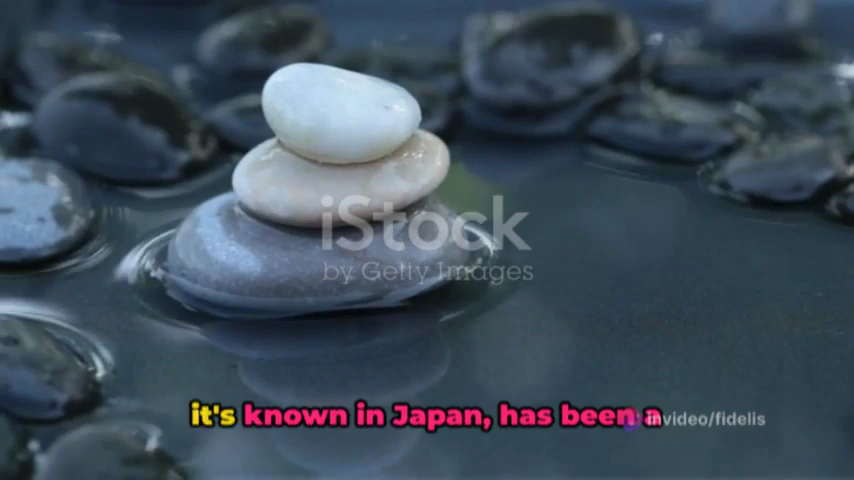 iStock
by Getty Images
it's known in Japan, has been a
invideo/fidelis